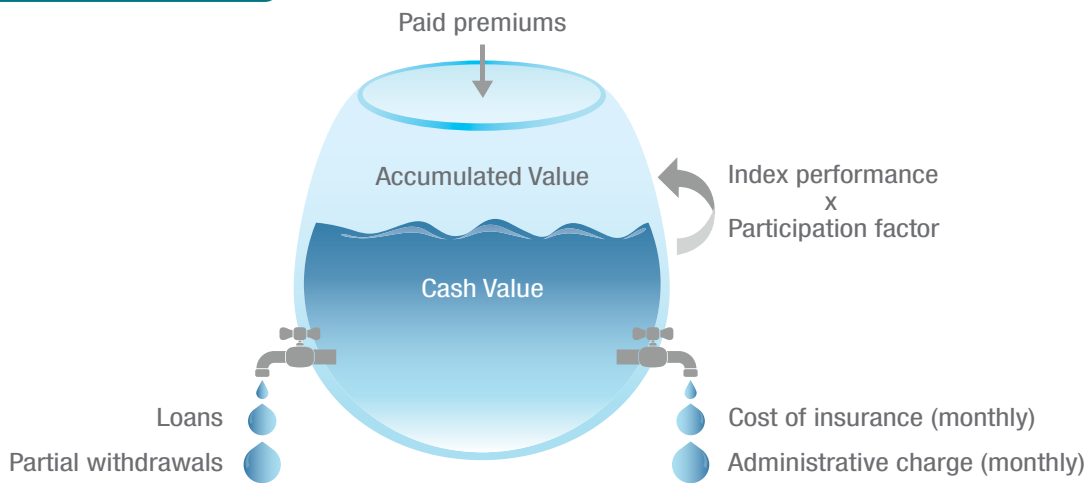 Paid premiums
Accumulated Value
Index performance
x
Participation factor
Cash Value
Loans
Partial withdrawals
Cost of insurance (monthly)
Administrative charge (monthly)